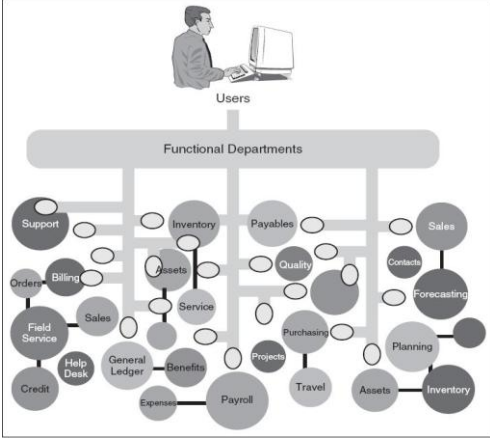 Users
Functional Departments
Support
Inventory
Payables
Sales
Assets
Quality
Contacts
Orders
Billing
Service
Forecasting
Sales
Field
Service
Purchasing
Planning
Help
Desk
General
Ledger
Benefits
Projects
Credit
Travel
Assets
Inventory
Expenses
Payroll